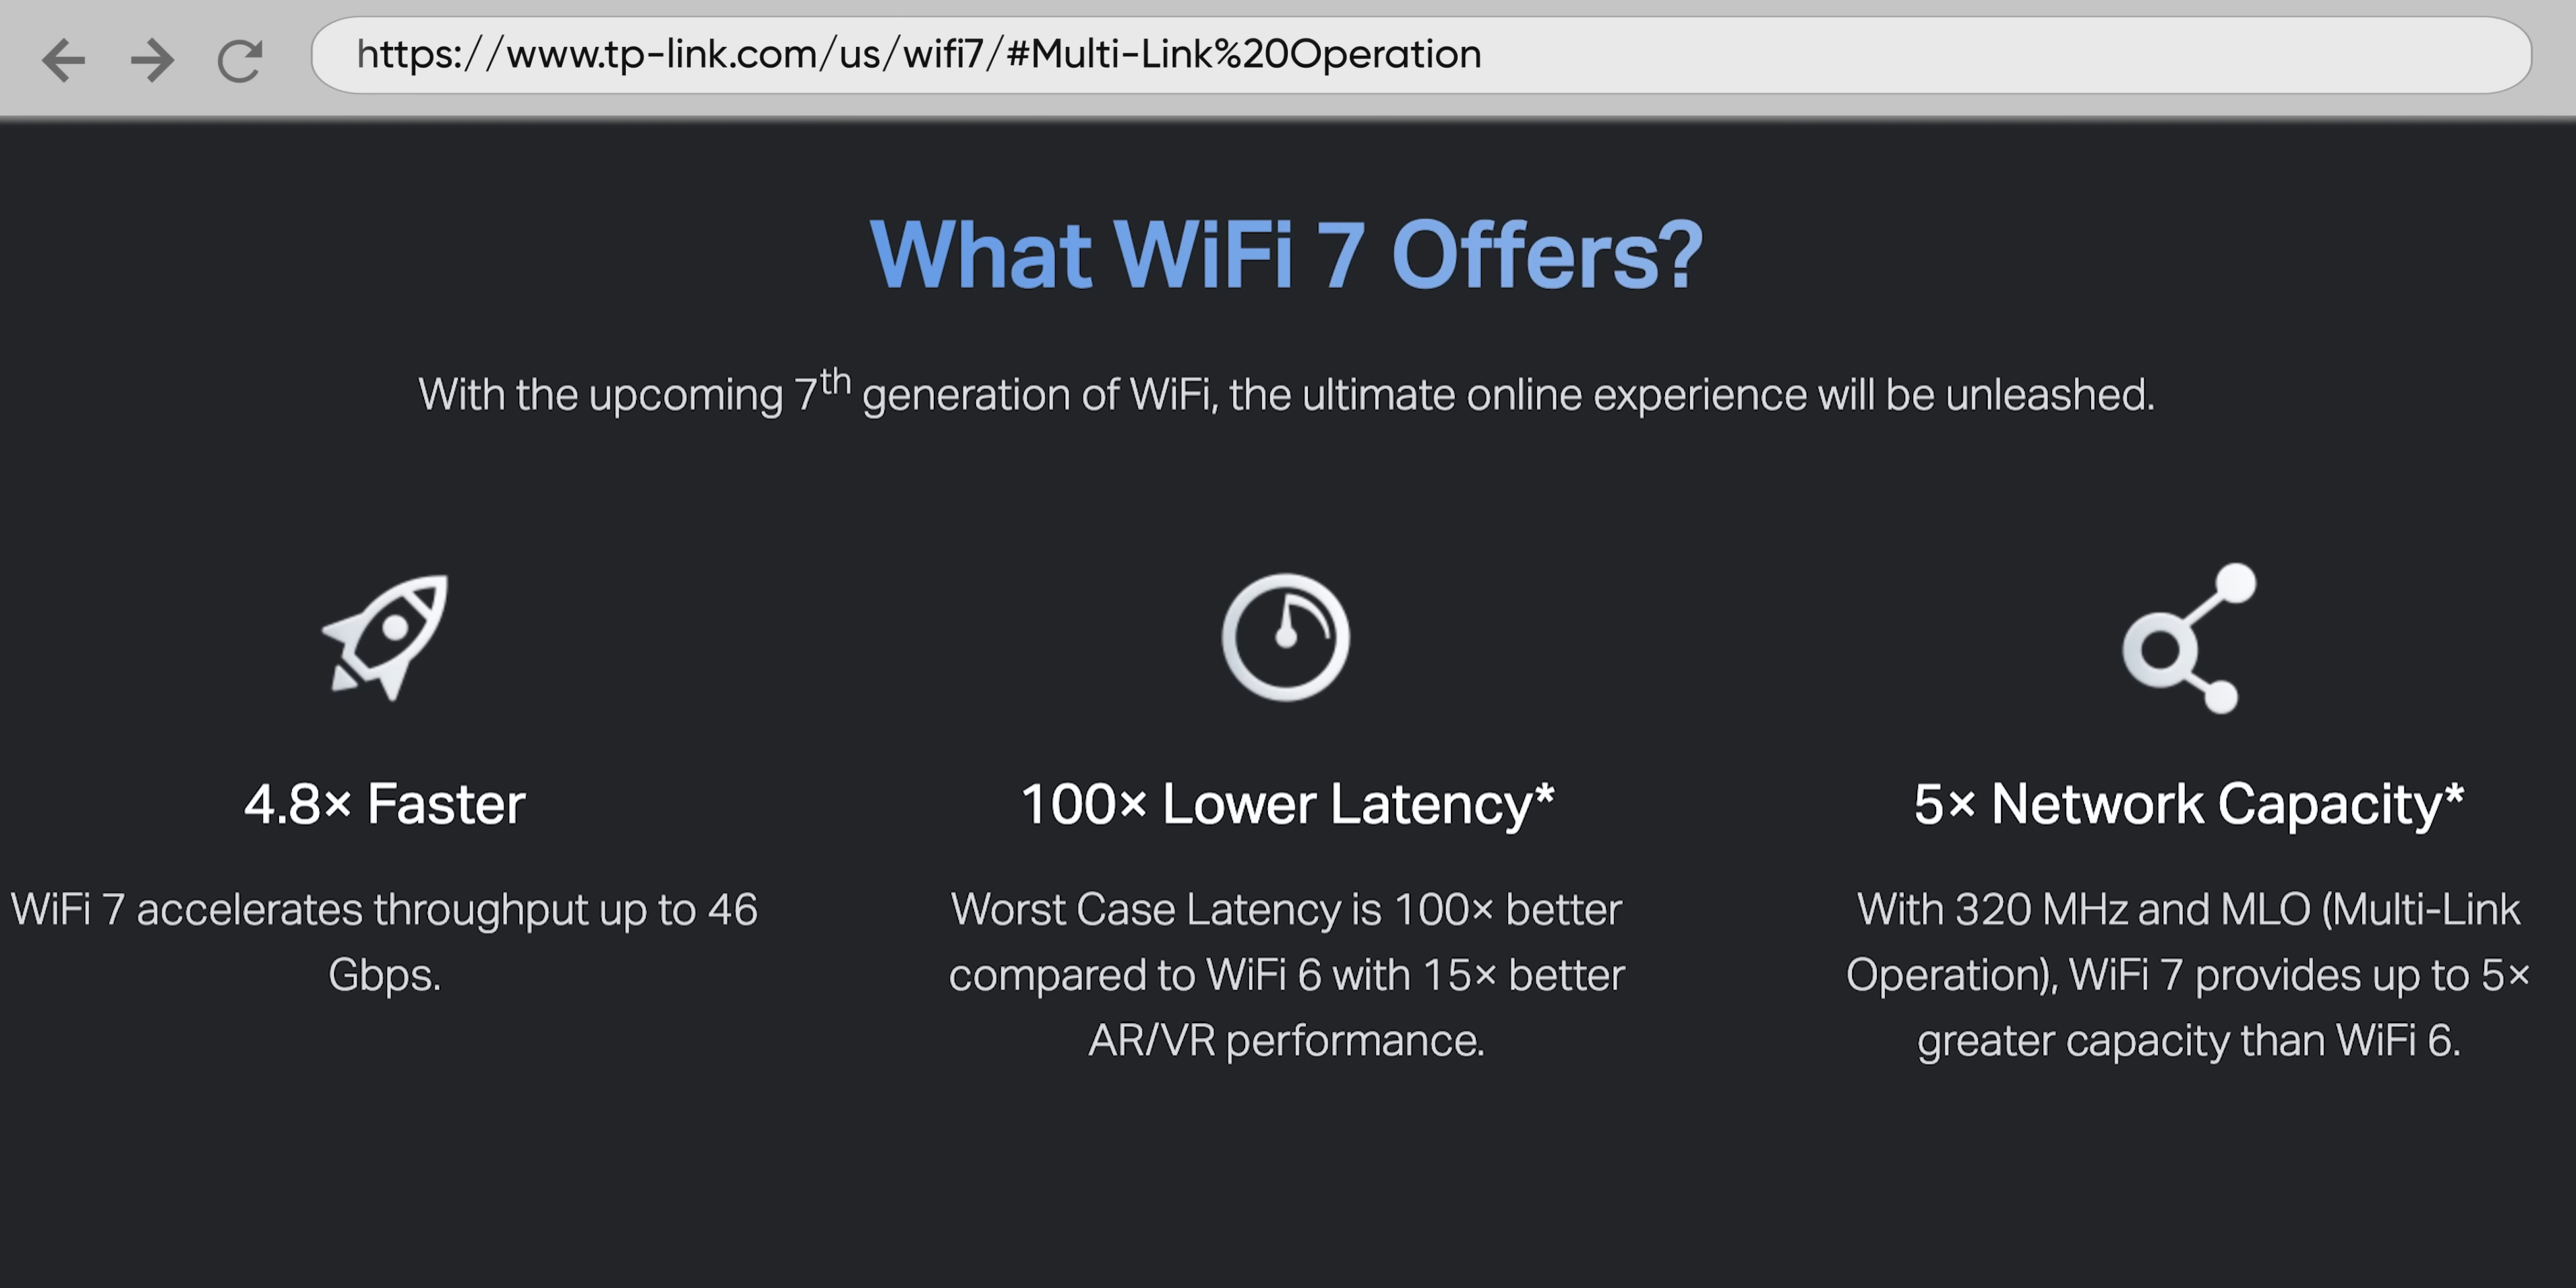 https://www.tp-link.com/us/wifi7/#Multi-Link%20Operation
What WiFi 7 Offers?
With the upcoming 7th generation of WiFi, the ultimate online experience will be unleashed.
4.8× Faster
WiFi 7 accelerates throughput up to 46
Gbps.
100× Lower Latency*
Worst Case Latency is 100× better
compared to WiFi 6 with 15× better
AR/VR performance.
5× Network Capacity*
With 320 MHz and MLO (Multi-Link
Operation), WiFi 7 provides up to 5×
greater capacity than WiFi 6.